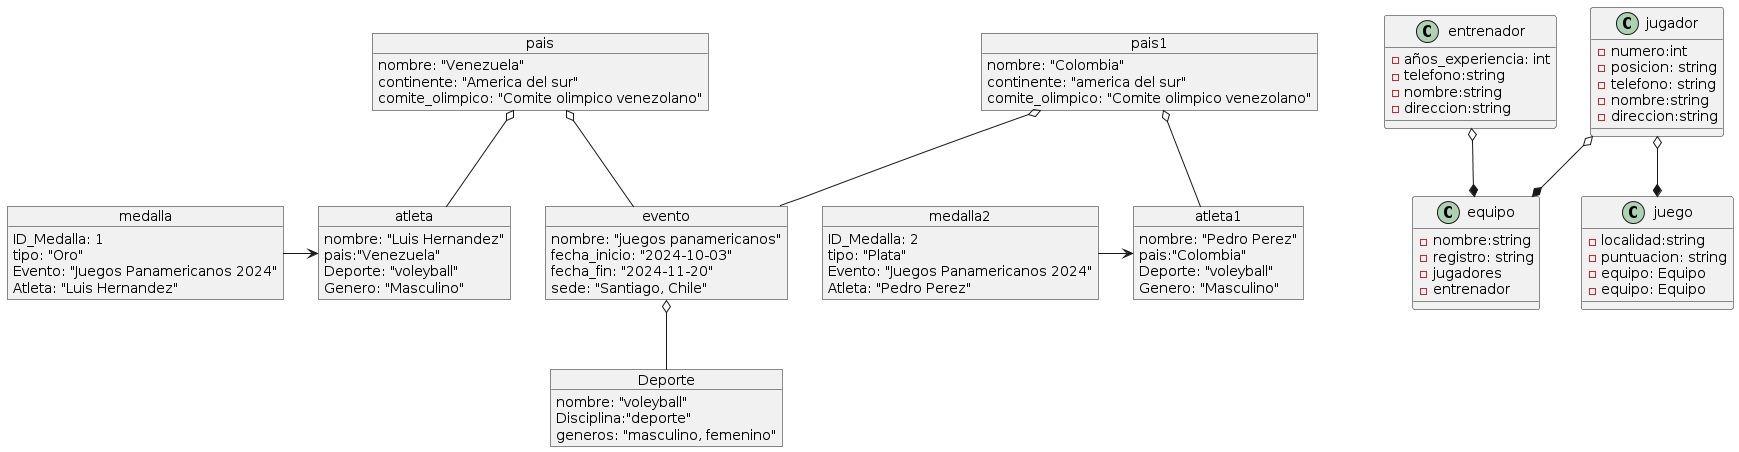 pais
nombre: "Venezuela"
continente: "America del sur"
comite_olimpico: "Comite olimpico venezolano"
pais1
nombre: "Colombia"
continente: "america del sur"
comite_olimpico: "Comite olimpico venezolano"
C entrenador
años_experiencia: int
telefono:string
nombre:string
direccion:string
C jugador
numero:int
posicion: string
telefono: string
nombre:string
direccion:string
medalla
ID_Medalla: 1
tipo: "Oro"
Evento: "Juegos Panamericanos 2024"
Atleta: "Luis Hernandez"
atleta
nombre: "Luis Hernandez"
pais:"Venezuela"
Deporte: "voleyball"
Genero: "Masculino"
evento
nombre: "juegos panamericanos"
fecha_inicio: "2024-10-03"
fecha_fin: "2024-11-20"
sede: "Santiago, Chile"
medalla2
ID_Medalla: 2
tipo: "Plata"
Evento: "Juegos Panamericanos 2024"
Atleta: "Pedro Perez"
atleta1
nombre: "Pedro Perez"
pais:"Colombia"
Deporte: "voleyball"
Genero: "Masculino"
C equipo
nombre:string
registro: string
jugadores
entrenador
C juego
localidad:string
puntuacion: string
equipo: Equipo
equipo: Equipo
Deporte
nombre: "voleyball"
Disciplina:"deporte"
generos: "masculino, femenino"